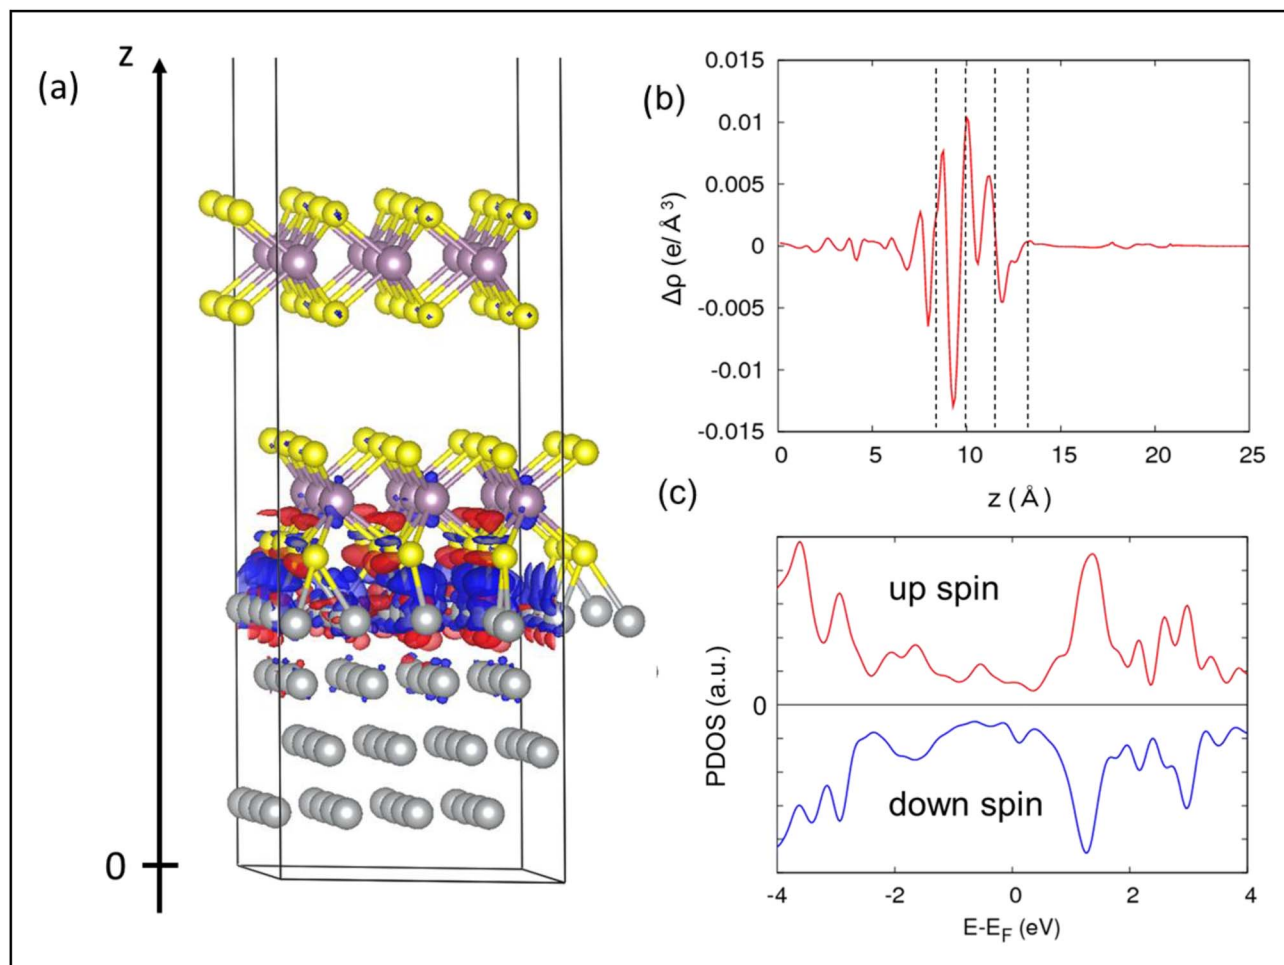 (a)
z
0
(b)
0.015
0.01
0.005
0
-0.005
-0.01
-0.015
Δρ (e/Å³)
0 5 10 15 20 25
z (Å)
(c)
up spin
0
down spin
PDOS (a.u.)
-4 -2 0 2 4
E-E_F (eV)